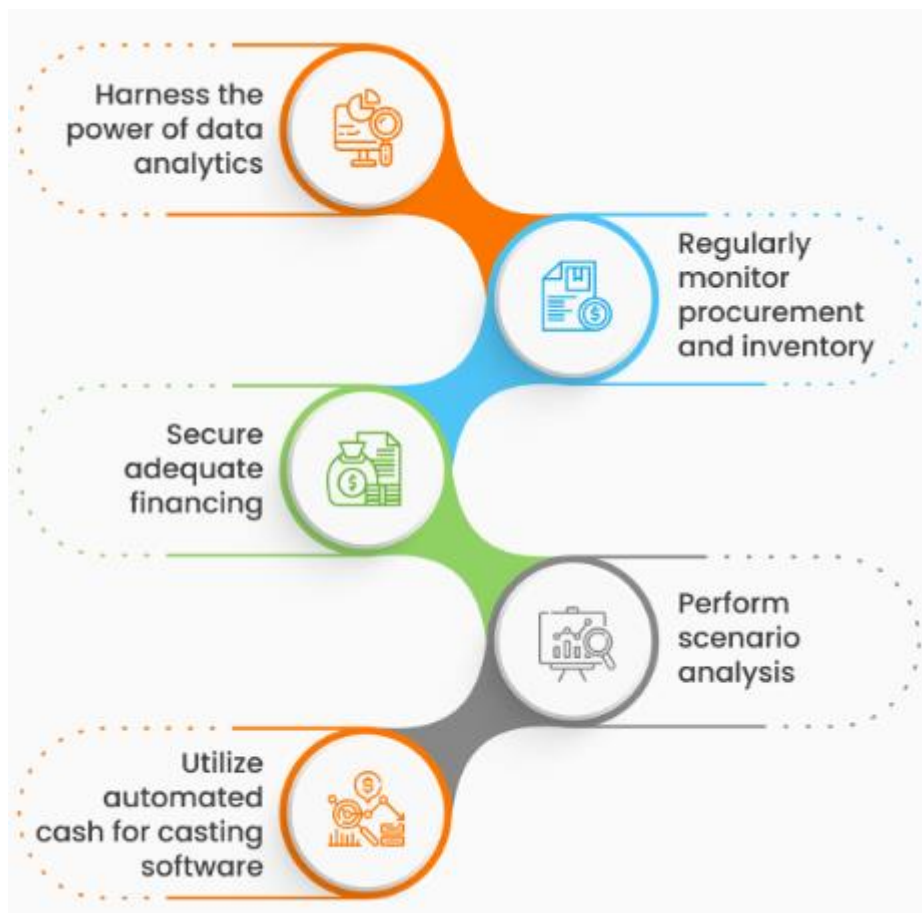 Harness the
power of data
analytics
Regularly
monitor
procurement
and inventory
Secure
adequate
financing
Perform
scenario
analysis
Utilize
automated
cash for casting
software